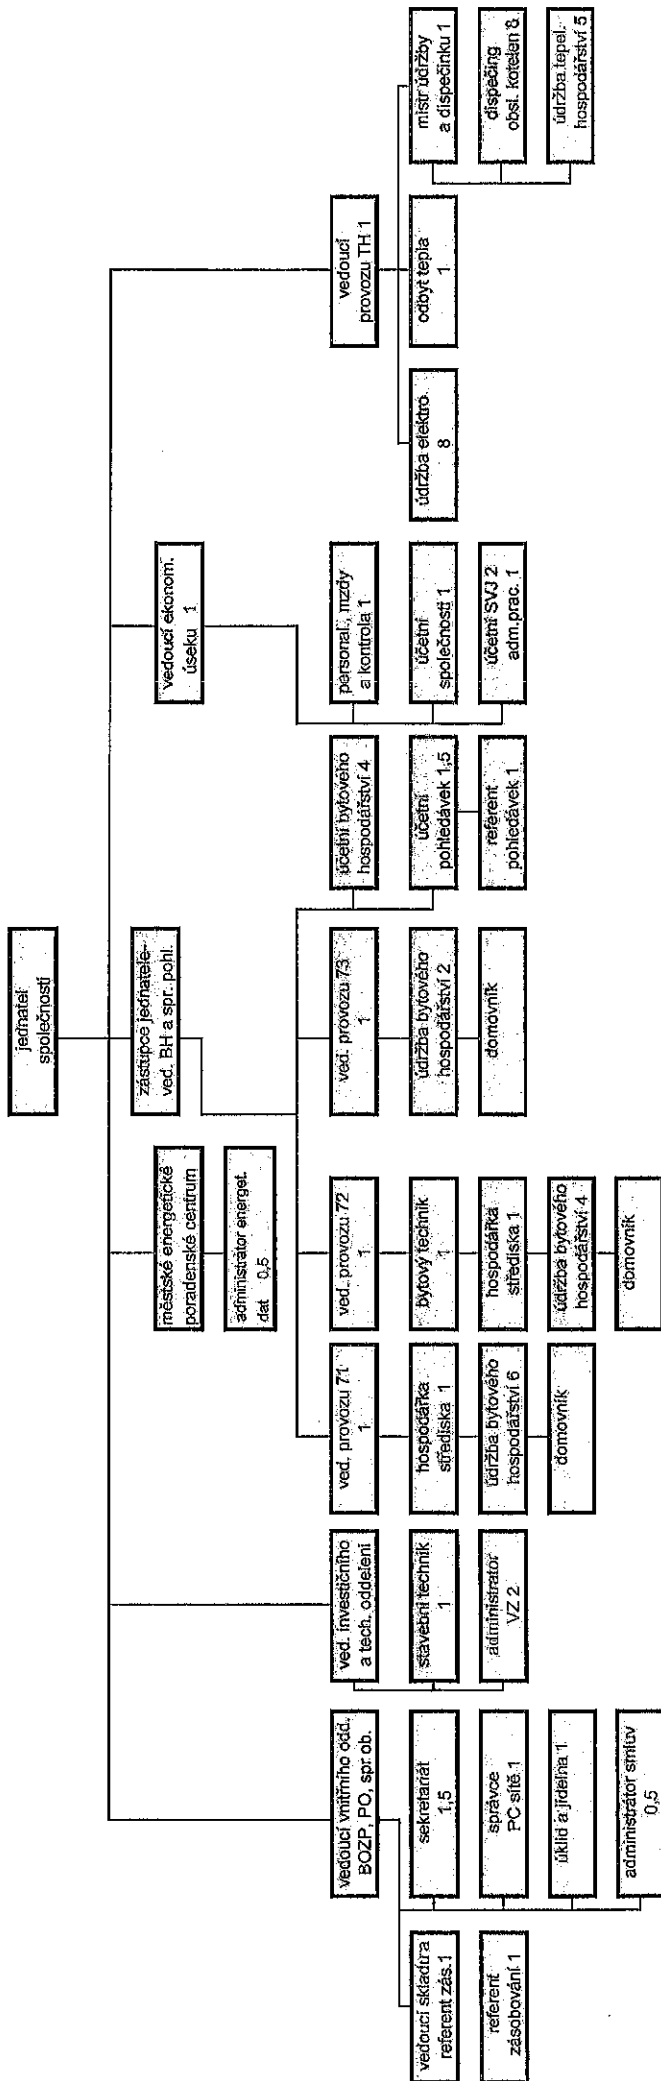 jednatel
společnosti
zástupce jednatele-
ved. BH a spr. pohl.
městské energetické
poradenské centrum
administrátor energet.
dat 0,5
vedoucí ekonom.
úseku 1
vedoucí vnitřního odd.
BOZP, PO, spr.ob.
ved. investičního
a tech. oddelení
ved. provozu 71
1
ved. provozu 72
1
ved. provozu 73
1
účetní bytového
hospodářství 4
personal., mzdy
a kontrola 1
vedoucí
provozu TH 1
vedoucí skladu a
referent zás.1
sekretariát
1,5
stavební technik
1
hospodářka
střediska 1
bytový technik
1
údržba bytového
hospodářství 2
účetní
pohledávek 1,5
účetní
společnosti 1
údržba elektro
8
odbyt tepla
1
mistr údržby
a dispečinku 1
referent
zásobování 1
správce
PC sítě 1
administrátor
VZ 2
údržba bytového
hospodářství 6
hospodářka
střediska 1
domovník
referent
pohledávek 1
účetní SVJ 2
adm.prac. 1
dispečing
obsl. kotelen 8
úklid a jídelna 1
domovník
údržba bytového
hospodářství 4
údržba tepel.
hospodářství 5
administrátor smluv
0,5
domovník